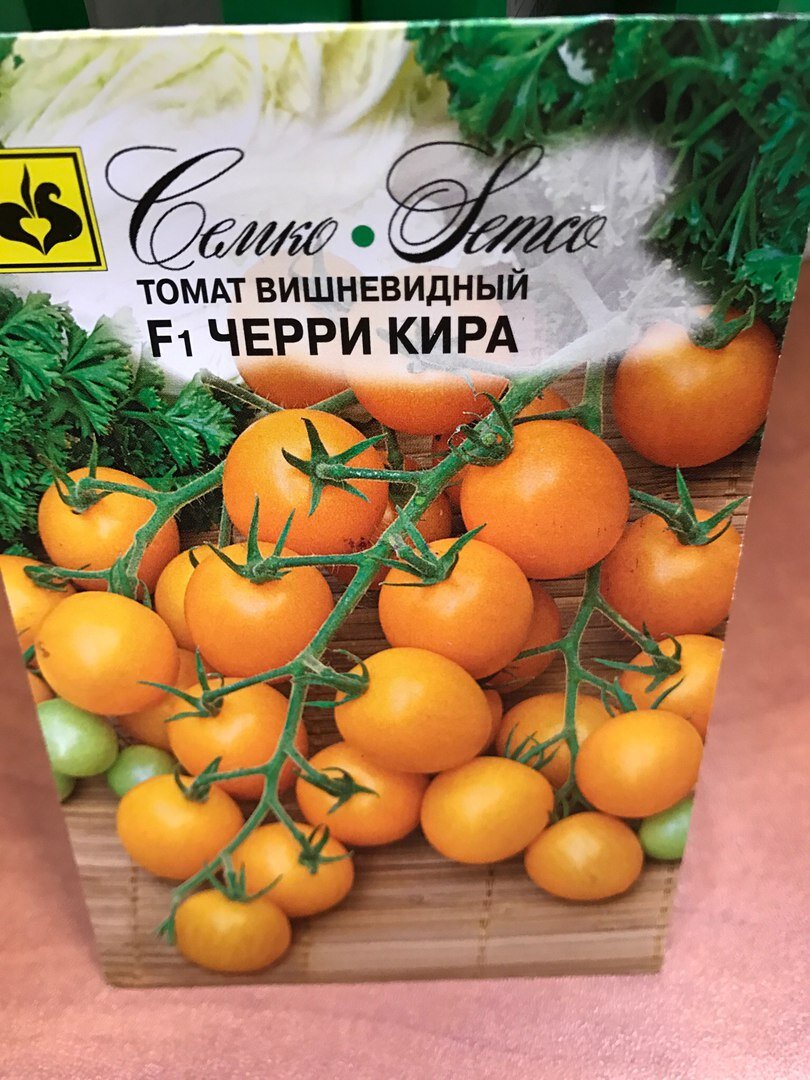 Семко • Semco
ТОМАТ ВИШНЕВИДНЫЙ
F1 ЧЕРРИ КИРА